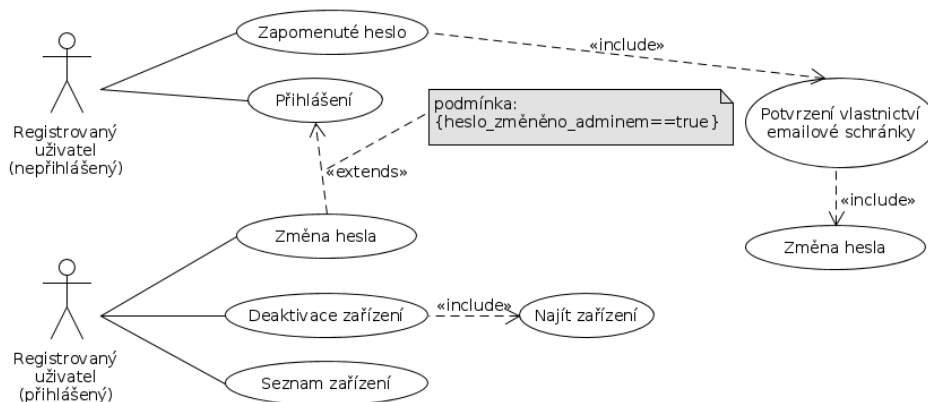 Zapomenuté heslo
«include»
Přihlášení
podmínka:
{heslo_změněno_adminem==true}
Potvrzení vlastnictví
emailové schránky
Registrovaný
uživatel
(nepřihlášený)
«extends»
«include»
Změna hesla
Změna hesla
«include»
Deaktivace zařízení
Najít zařízení
Registrovaný
uživatel
(přihlášený)
Seznam zařízení